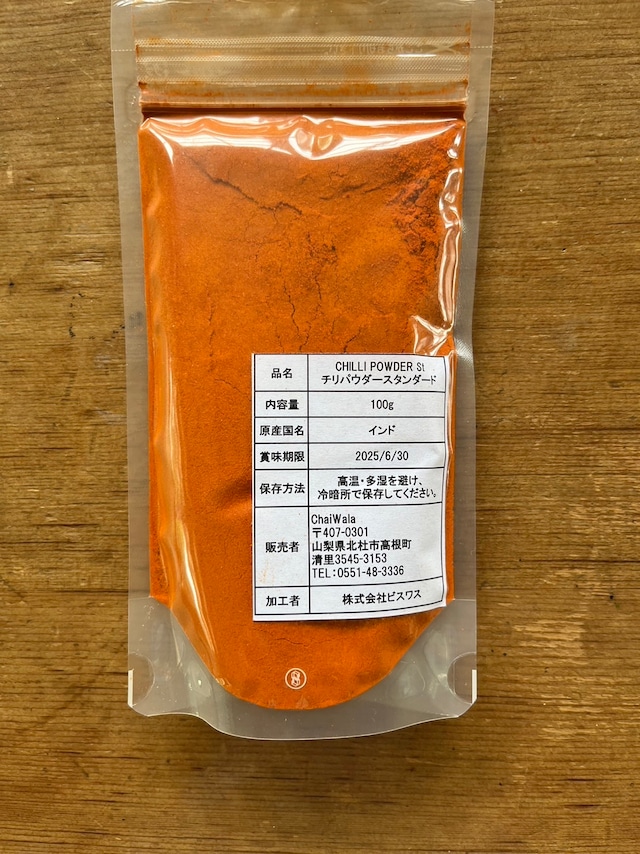 品名
CHILLI POWDER St
チリパウダースタンダード
内容量
100g
原産国名
インド
賞味期限
2025/6/30
保存方法
高温・多湿を避け、
冷暗所で保存してください。
販売者
ChaiWala
〒407-0301
山梨県北杜市高根町
清里3545-3153
TEL:0551-48-3336
加工者
株式会社ビスワス
8